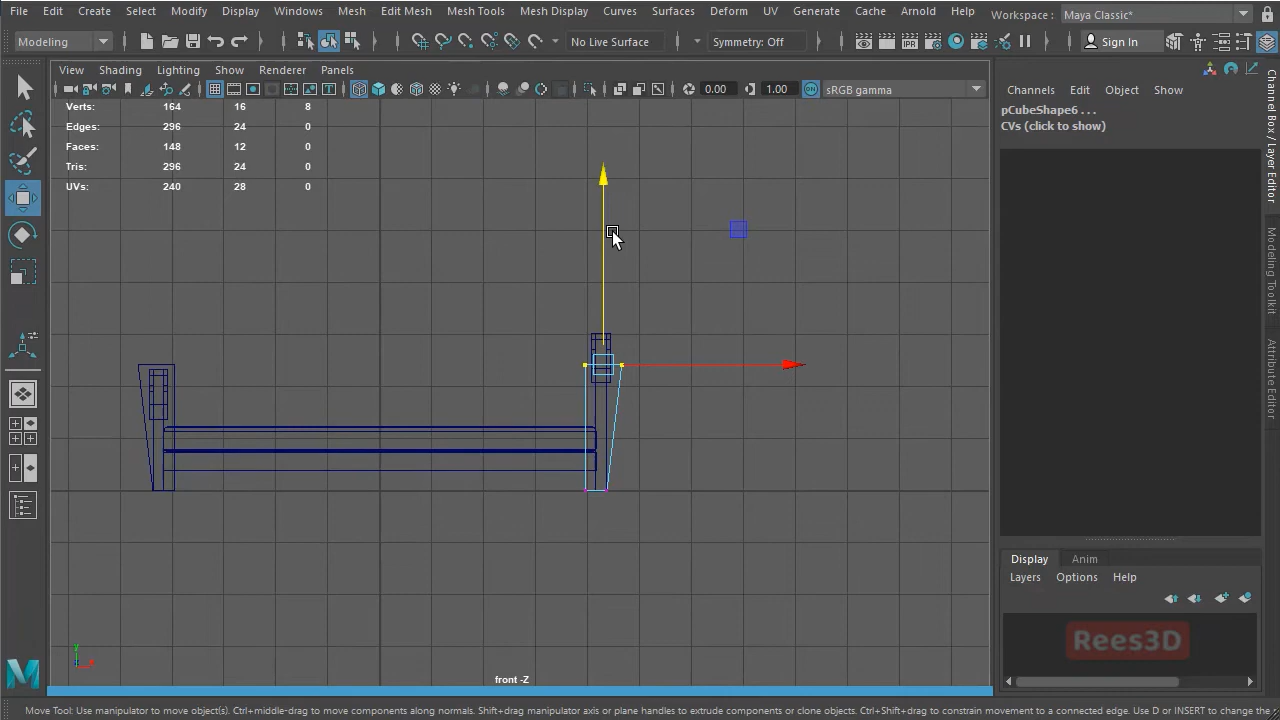 File Edit Create Select Modify Display Windows Mesh Edit Mesh Mesh Tools Mesh Display Curves Surfaces Deform UV Generate Cache Arnold Help Workspace: Maya Classic*
Modeling No Live Surface Symmetry: Off Sign In
View Shading Lighting Show Renderer Panels
0.00 1.00 ON sRGB gamma
Verts: 164 16 8
Edges: 296 24 0
Faces: 148 12 0
Tris: 296 24 0
UVs: 240 28 0
Channels Edit Object Show
pCubeShape6 . . .
CVs (click to show)
Channel Box / Layer Editor
Modeling Toolkit
Attribute Editor
Display Anim
Layers Options Help
Rees3D
y
front -Z
Move Tool: Use manipulator to move object(s). Ctrl+middle-drag to move components along normals. Shift+drag manipulator axis or plane handles to extrude components or clone objects. Ctrl+Shift+drag to constrain movement to a connected edge. Use D or INSERT to change the